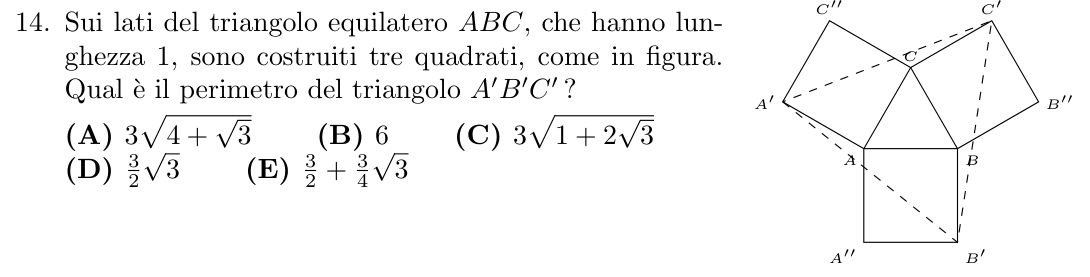 14. Sui lati del triangolo equilatero ABC, che hanno lun-
ghezza 1, sono costruiti tre quadrati, come in figura.
Qual è il perimetro del triangolo A′B′C′ ?
(A) 3√(4 + √3) (B) 6 (C) 3√(1 + 2√3)
(D) 3/2 √3 (E) 3/2 + 3/4 √3
C′′ C′
C
A′ B′′
A B
A′′ B′